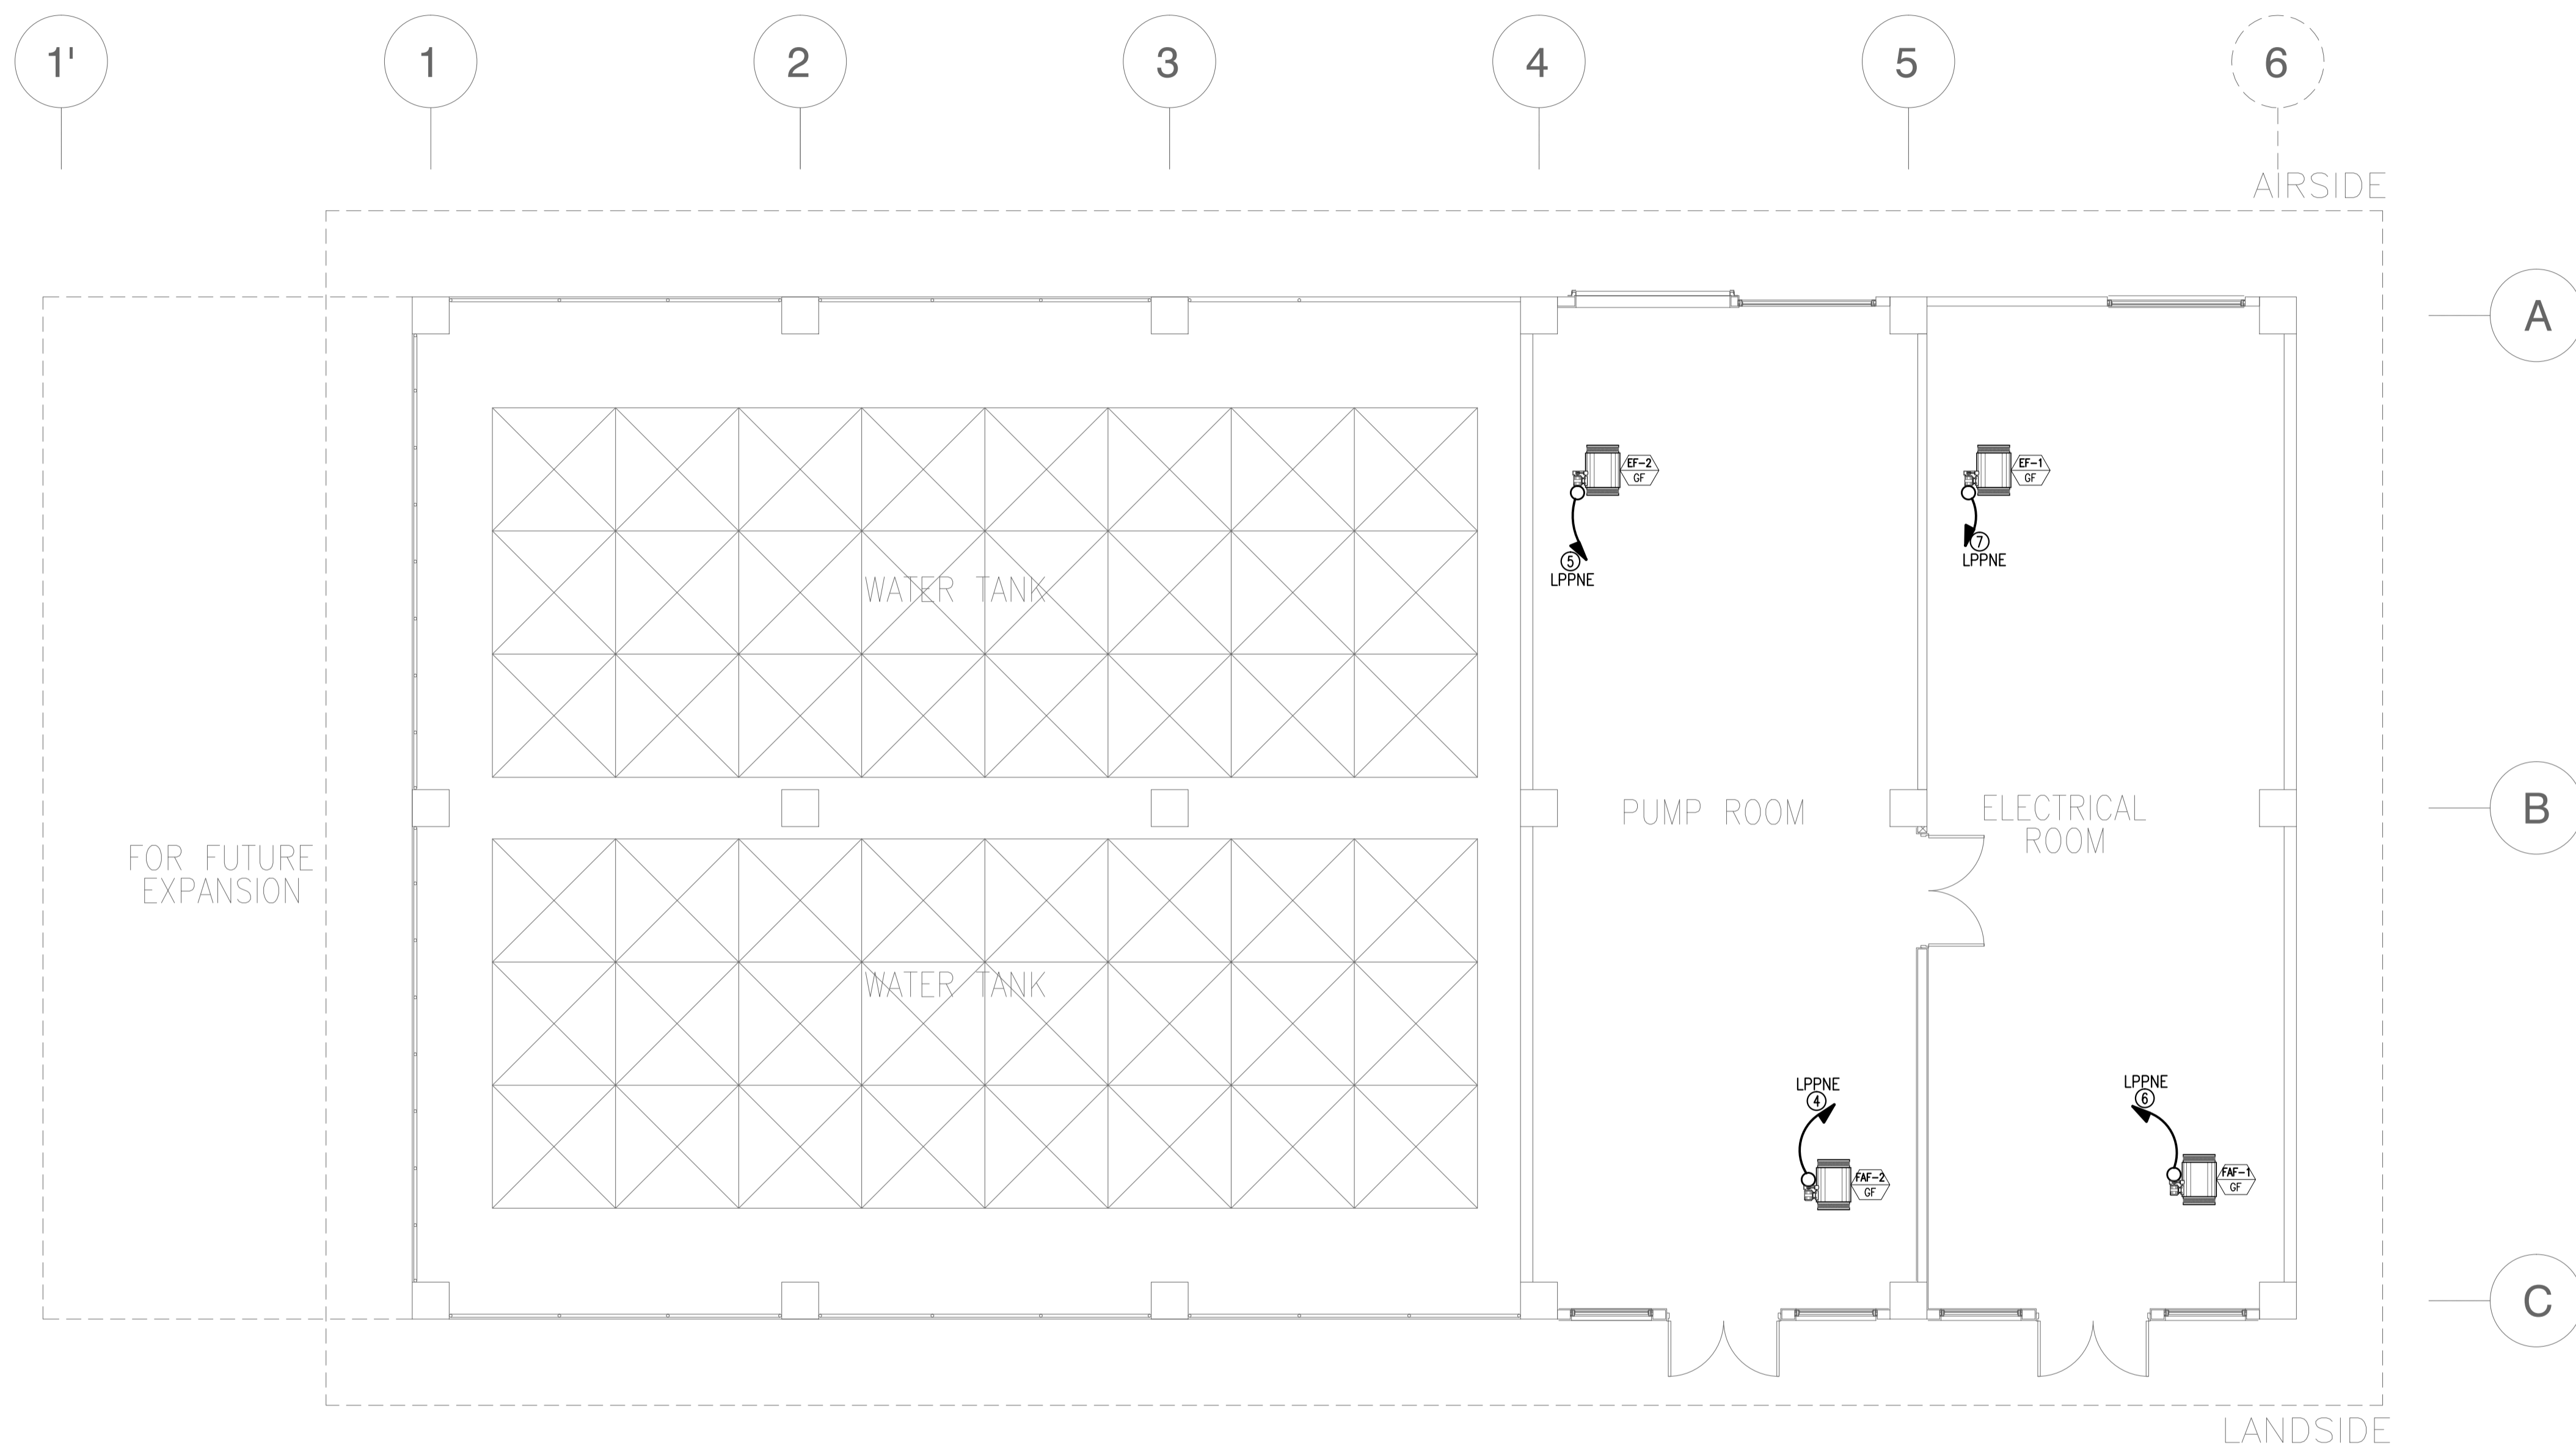 1'
1
2
3
4
5
6
AIRSIDE
A
EF-2
GF
EF-1
GF
5
LPPNE
7
LPPNE
WATER TANK
PUMP ROOM
ELECTRICAL
ROOM
B
FOR FUTURE
EXPANSION
WATER TANK
LPPNE
4
LPPNE
6
FAF-2
GF
FAF-1
GF
C
LANDSIDE